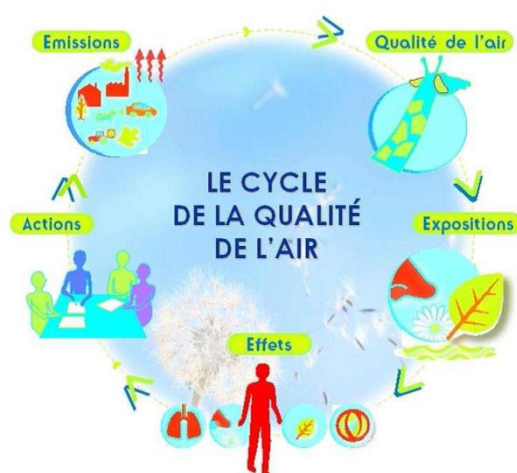 Emissions
Qualité de l'air
LE CYCLE
DE LA QUALITÉ
DE L'AIR
Actions
Expositions
Effets